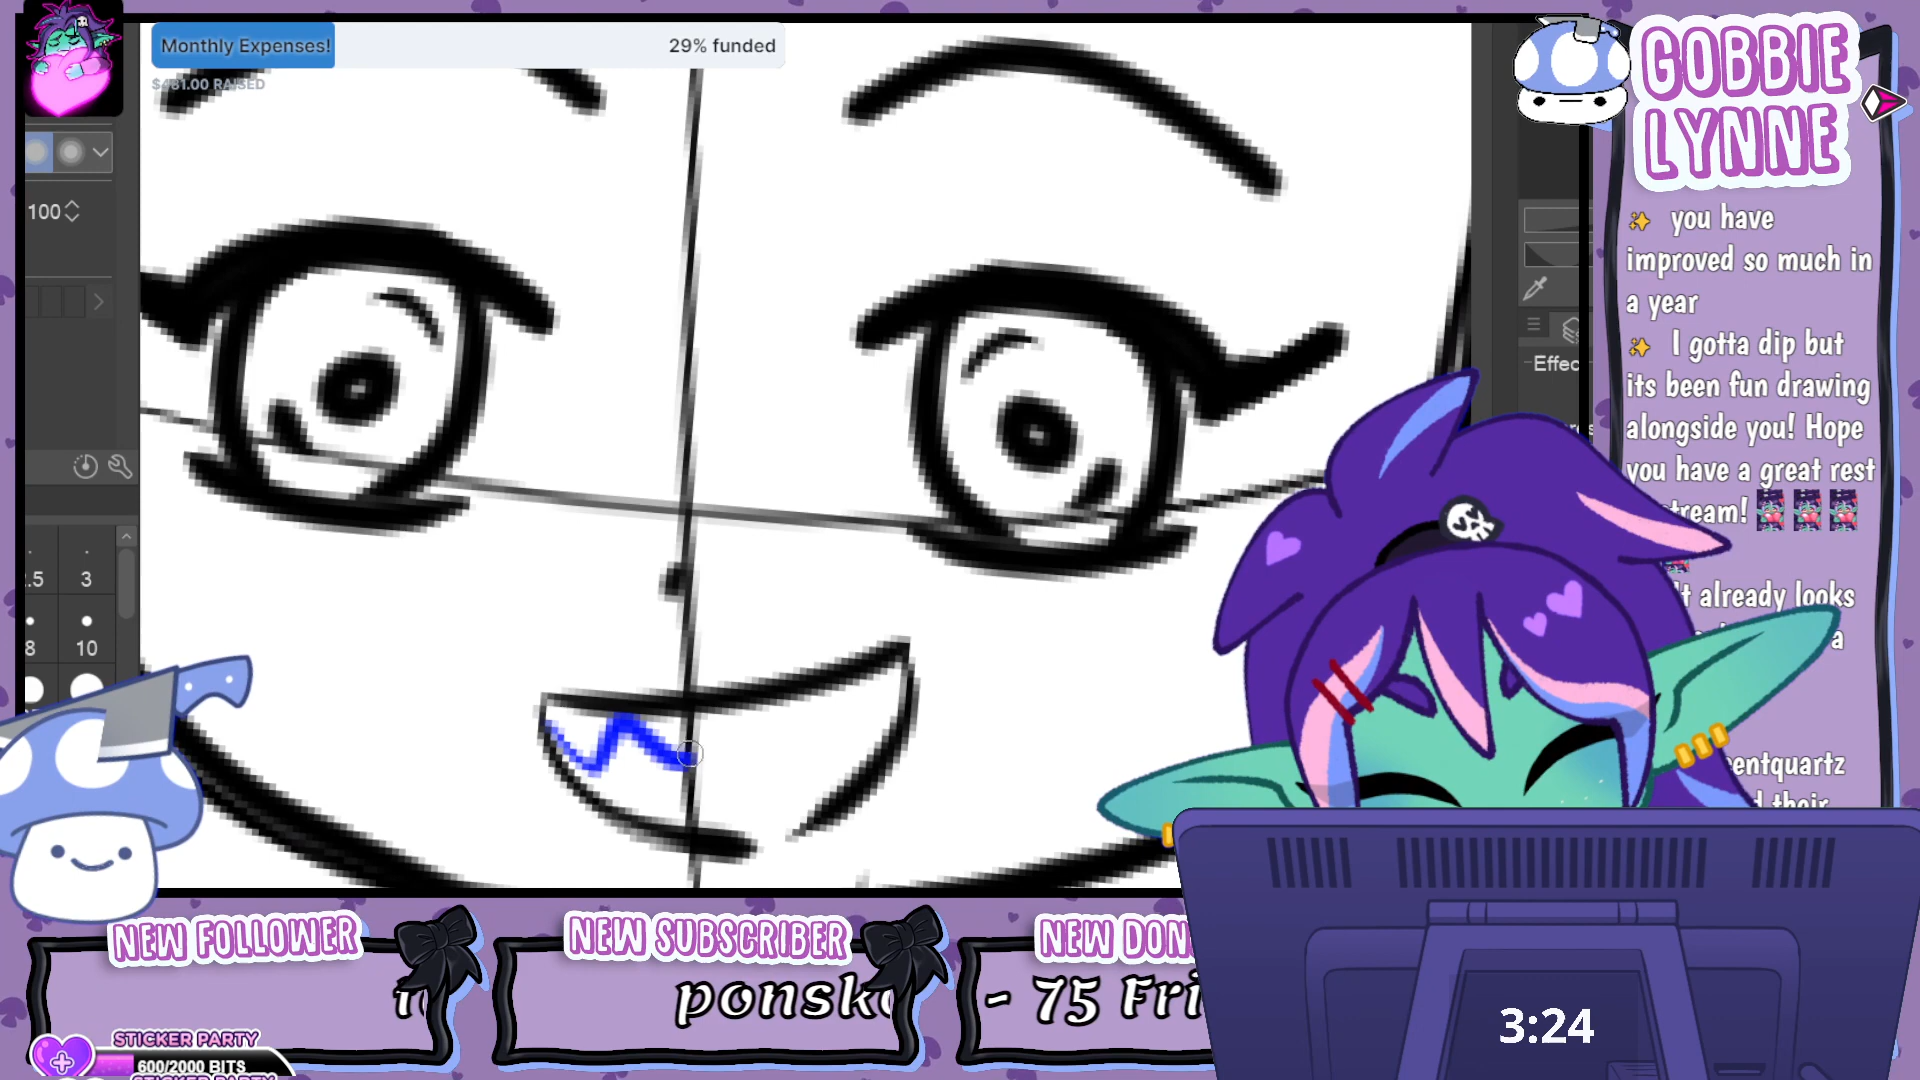 Monthly Expenses!
29% funded
RAISED
GOBBIE
LYNNE
100
Effec
you have
improved so much in
a year
I gotta dip but
its been fun drawing
alongside you! Hope
you have a great rest
tream!
t already looks
a
.5
3
8
10
entquartz
NEW FOLLOWER
NEW SUBSCRIBER
NEW DON
ponsk
- 75 Fri
STICKER PARTY
600/2000 BITS
3:24